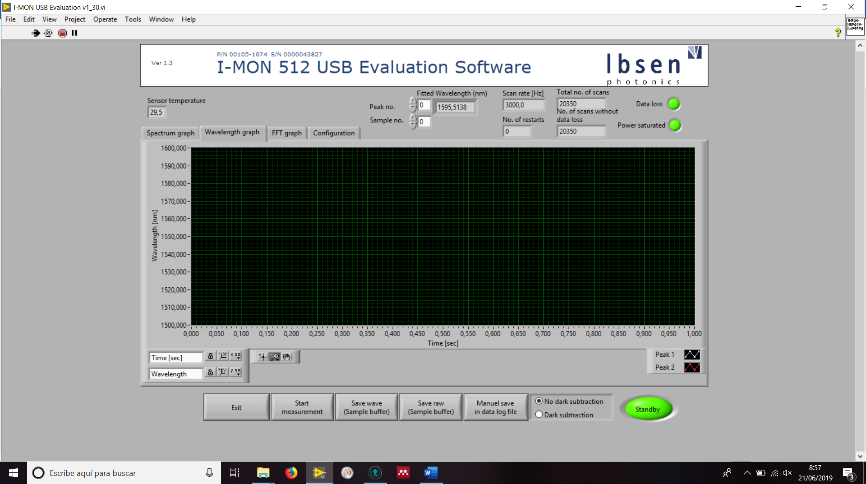 I-MON USB Evaluation v1_30.vi
File Edit View Project Operate Tools Window Help
Ver 1.3
P/N 00105-1074 S/N 0000043827
I-MON 512 USB Evaluation Software
Ibsen
photonics
Sensor temperature
29,5
Peak no.
0
Sample no.
0
Fitted Wavelength (nm)
1595,5138
Scan rate [Hz]
3000,0
No. of restarts
0
Total no. of scans
20350
No. of scans without
data loss
20350
Data loss
Power saturated
Spectrum graph Wavelength graph FFT graph Configuration
Wavelength [nm]
1600,000
1590,000
1580,000
1570,000
1560,000
1550,000
1540,000
1530,000
1520,000
1510,000
1500,000
0,000 0,050 0,100 0,150 0,200 0,250 0,300 0,350 0,400 0,450 0,500 0,550 0,600 0,650 0,700 0,750 0,800 0,850 0,900 0,950 1,000
Time [sec]
Time [sec]
Wavelength
Peak 1
Peak 2
Exit
Start
measurement
Save wave
(Sample buffer)
Save raw
(Sample buffer)
Manuel save
in data log file
No dark subtraction
Dark subtraction
Standby
Escribe aquí para buscar
8:57
21/06/2019
3